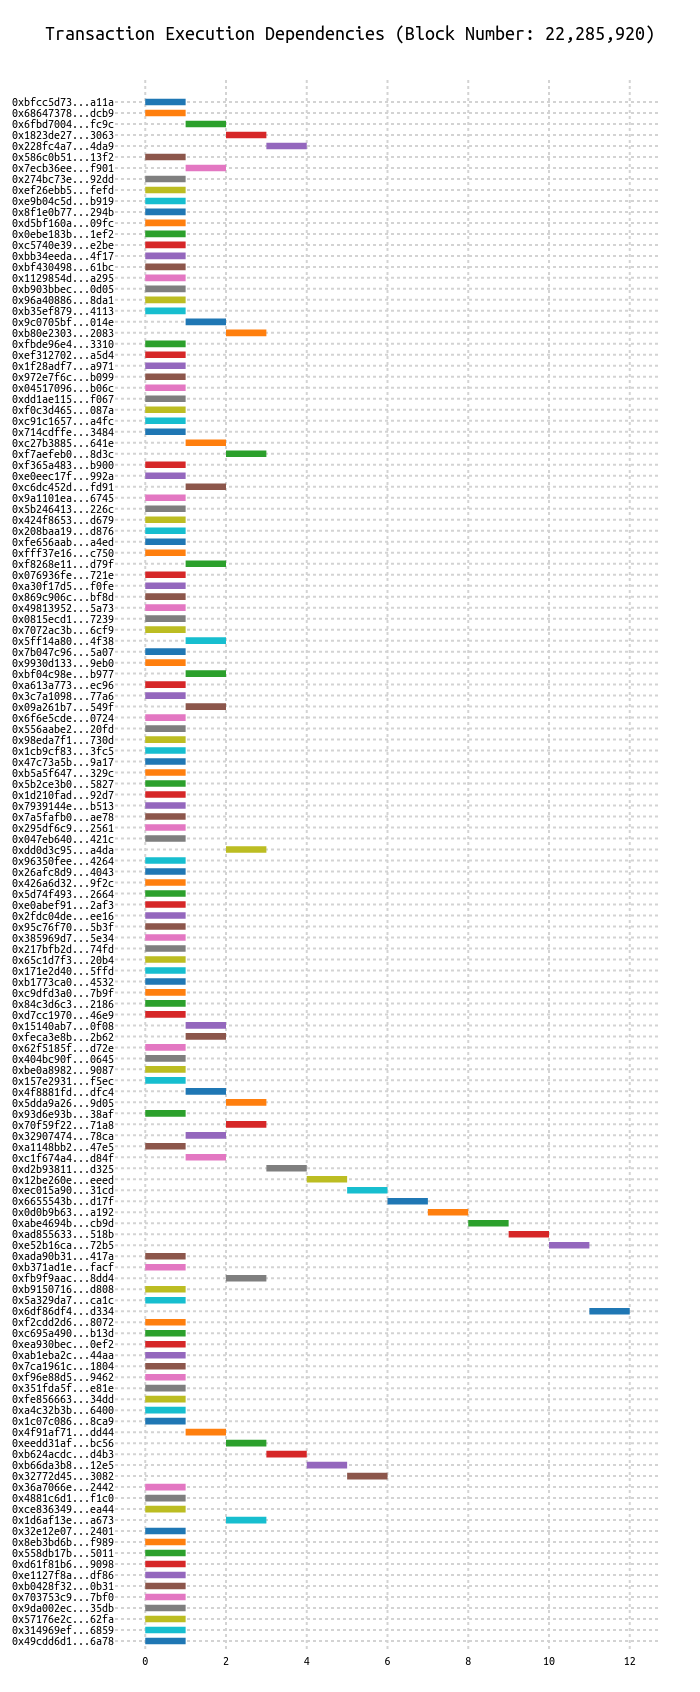 Transaction Execution Dependencies (Block Number: 22,285,920)
0xbfcc5d73...a11a
0x68647378...dcb9
0x6fbd7004...fc9c
0x1823de27...3063
0x228fc4a7...4da9
0x586c0b51...13f2
0x7ecb36ee...f901
0x274bc73e...92dd
0xef26ebb5...fefd
0xe9b04c5d...b919
0x8f1e0b77...294b
0xd5bf160a...09fc
0x0ebe183b...1ef2
0xc5740e39...e2be
0xbb34eeda...4f17
0xbf430498...61bc
0x1129854d...a295
0xb903bbec...0d05
0x96a40886...8da1
0xb35ef879...4113
0x9c0705bf...014e
0xb80e2303...2083
0xfbde96e4...3310
0xef312702...a5d4
0x1f28adf7...a971
0x972e7f6c...b099
0x04517096...b06c
0xdd1ae115...f067
0xf0c3d465...087a
0xc91c1657...a4fc
0x714cdffe...3484
0xc27b3885...641e
0xf7aefeb0...8d3c
0xf365a483...b900
0xe0eec17f...992a
0xc6dc452d...fd91
0x9a1101ea...6745
0x5b246413...226c
0x424f8653...d679
0x208baa19...d876
0xfe656aab...a4ed
0xfff37e16...c750
0xf8268e11...d79f
0x076936fe...721e
0xa30f17d5...f0fe
0x869c906c...bf8d
0x49813952...5a73
0x0815ecd1...7239
0x7072ac3b...6cf9
0x5ff14a80...4f38
0x7b047c96...5a07
0x9930d133...9eb0
0xbf04c98e...b977
0xa613a773...ec96
0x3c7a1098...77a6
0x09a261b7...549f
0x6f6e5cde...0724
0x556aabe2...20fd
0x98eda7f1...730d
0x1cb9cf83...3fc5
0x47c73a5b...9a17
0xb5a5f647...329c
0x5b2ce3b0...5827
0x1d210fad...92d7
0x7939144e...b513
0x7a5fafb0...ae78
0x295df6c9...2561
0x047eb640...421c
0xdd0d3c95...a4da
0x96350fee...4264
0x26afc8d9...4043
0x426a6d32...9f2c
0x5d74f493...2664
0xe0abef91...2af3
0x2fdc04de...ee16
0x95c76f70...5b3f
0x385969d7...5e34
0x217bfb2d...74fd
0x65c1d7f3...20b4
0x171e2d40...5ffd
0xb1773ca0...4532
0xc9dfd3a0...7b9f
0x84c3d6c3...2186
0xd7cc1970...46e9
0x15140ab7...0f08
0xfeca3e8b...2b62
0x62f5185f...d72e
0x404bc90f...0645
0xbe0a8982...9087
0x157e2931...f5ec
0x4f8881fd...dfc4
0x5dda9a26...9d05
0x93d6e93b...38af
0x70f59f22...71a8
0x32907474...78ca
0xa1148bb2...47e5
0xc1f674a4...d84f
0xd2b93811...d325
0x12be260e...eeed
0xec015a90...31cd
0x6655543b...d17f
0x0d0b9b63...a192
0xabe4694b...cb9d
0xad855633...518b
0xe52b16ca...72b5
0xada90b31...417a
0xb371ad1e...facf
0xfb9f9aac...8dd4
0xb9150716...d808
0x5a329da7...ca1c
0x6df86df4...d334
0xf2cdd2d6...8072
0xc695a490...b13d
0xea930bec...0ef2
0xab1eba2c...44aa
0x7ca1961c...1804
0xf96e88d5...9462
0x351fda5f...e81e
0xfe856663...34dd
0xa4c32b3b...6400
0x1c07c086...8ca9
0x4f91af71...dd44
0xeedd31af...bc56
0xb624acdc...d4b3
0xb66da3b8...12e5
0x32772d45...3082
0x36a7066e...2442
0x4881c6d1...f1c0
0xce836349...ea44
0x1d6af13e...a673
0x32e12e07...2401
0x8eb3bd6b...f989
0x558db17b...5011
0xd61f81b6...9098
0xe1127f8a...df86
0xb0428f32...0b31
0x703753c9...7bf0
0x9da002ec...35db
0x57176e2c...62fa
0x314969ef...6859
0x49cdd6d1...6a78
0 2 4 6 8 10 12